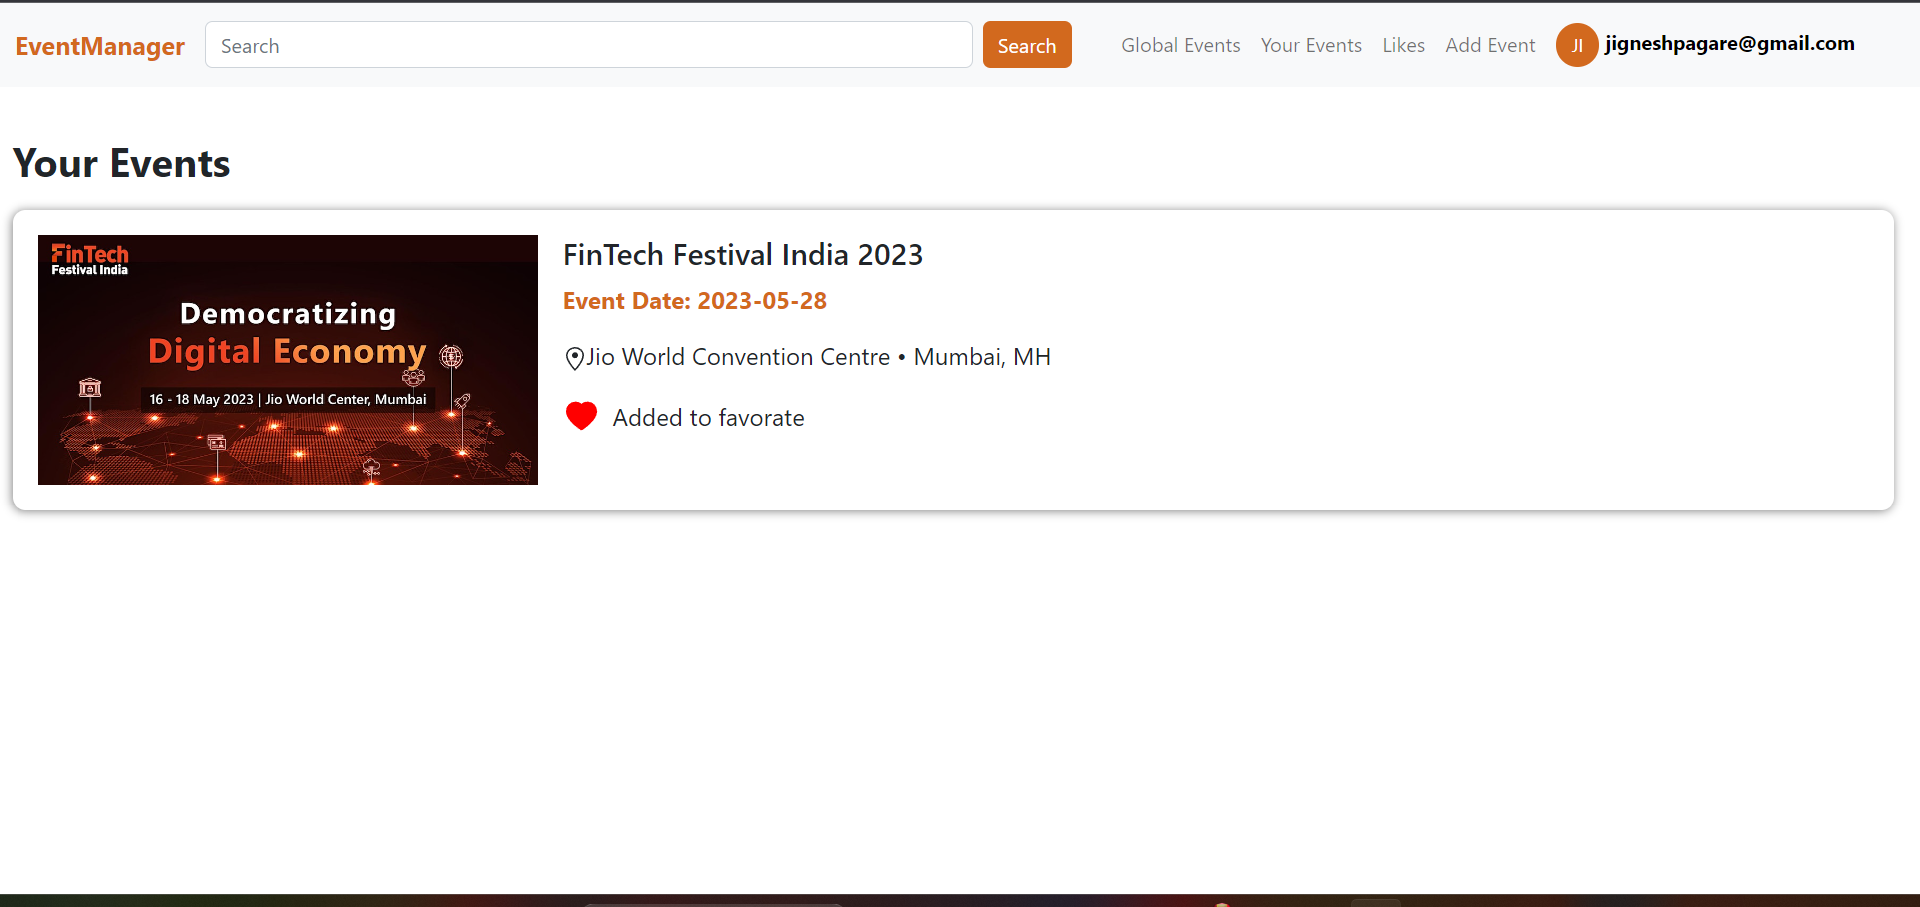 EventManager Search Search Global Events Your Events Likes Add Event JI jigneshpagare@gmail.com
Your Events
FinTech
Festival India
Democratizing
Digital Economy
16 - 18 May 2023 | Jio World Center, Mumbai
FinTech Festival India 2023
Event Date: 2023-05-28
Jio World Convention Centre • Mumbai, MH
Added to favorate